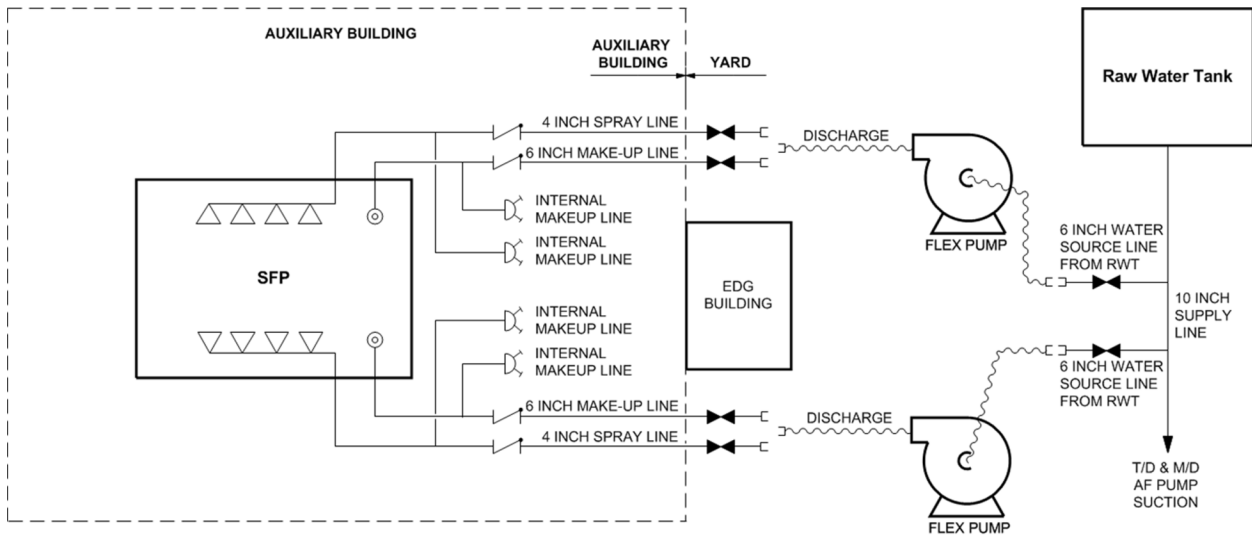 AUXILIARY BUILDING
AUXILIARY
BUILDING
YARD
Raw Water Tank
4 INCH SPRAY LINE
DISCHARGE
6 INCH MAKE-UP LINE
INTERNAL
MAKEUP LINE
INTERNAL
MAKEUP LINE
FLEX PUMP
6 INCH WATER
SOURCE LINE
FROM RWT
SFP
EDG
BUILDING
10 INCH
SUPPLY
LINE
INTERNAL
MAKEUP LINE
INTERNAL
MAKEUP LINE
6 INCH WATER
SOURCE LINE
FROM RWT
6 INCH MAKE-UP LINE
DISCHARGE
4 INCH SPRAY LINE
FLEX PUMP
T/D & M/D
AF PUMP
SUCTION